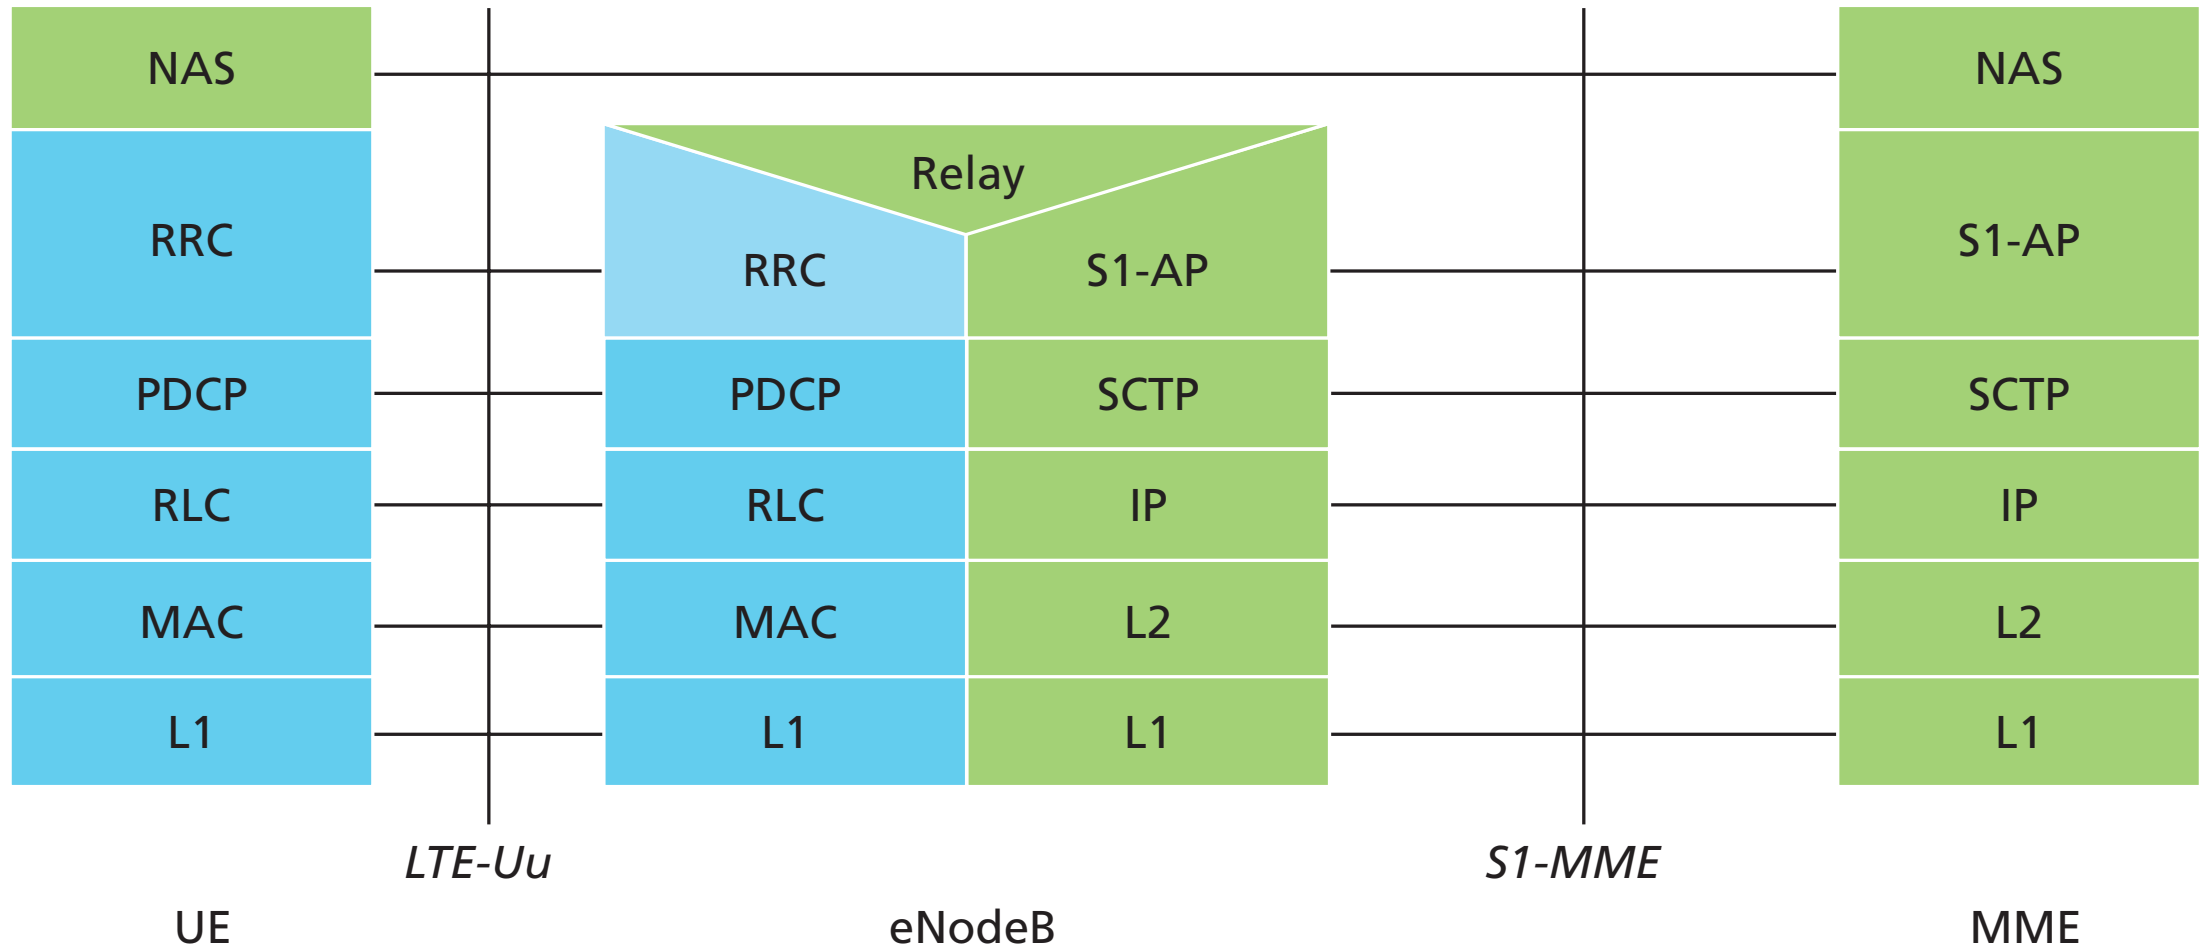 NAS
NAS
Relay
RRC
S1-AP
RRC
S1-AP
PDCP
PDCP
SCTP
SCTP
RLC
RLC
IP
IP
MAC
MAC
L2
L2
L1
L1
L1
L1
LTE-Uu
S1-MME
UE
eNodeB
MME